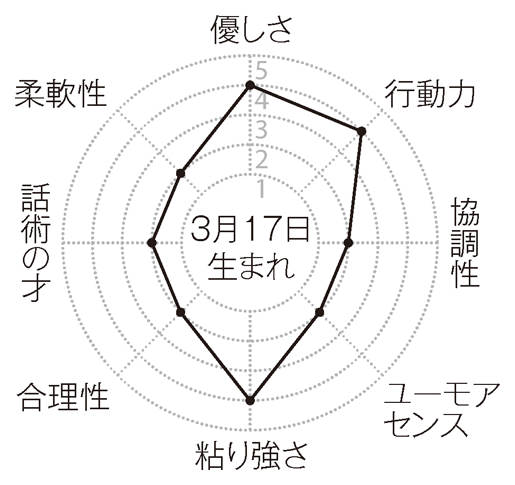 優しさ
行動力
協調性
ユーモア
センス
粘り強さ
合理性
話術の才
柔軟性
5
4
3
2
1
3月17日
生まれ